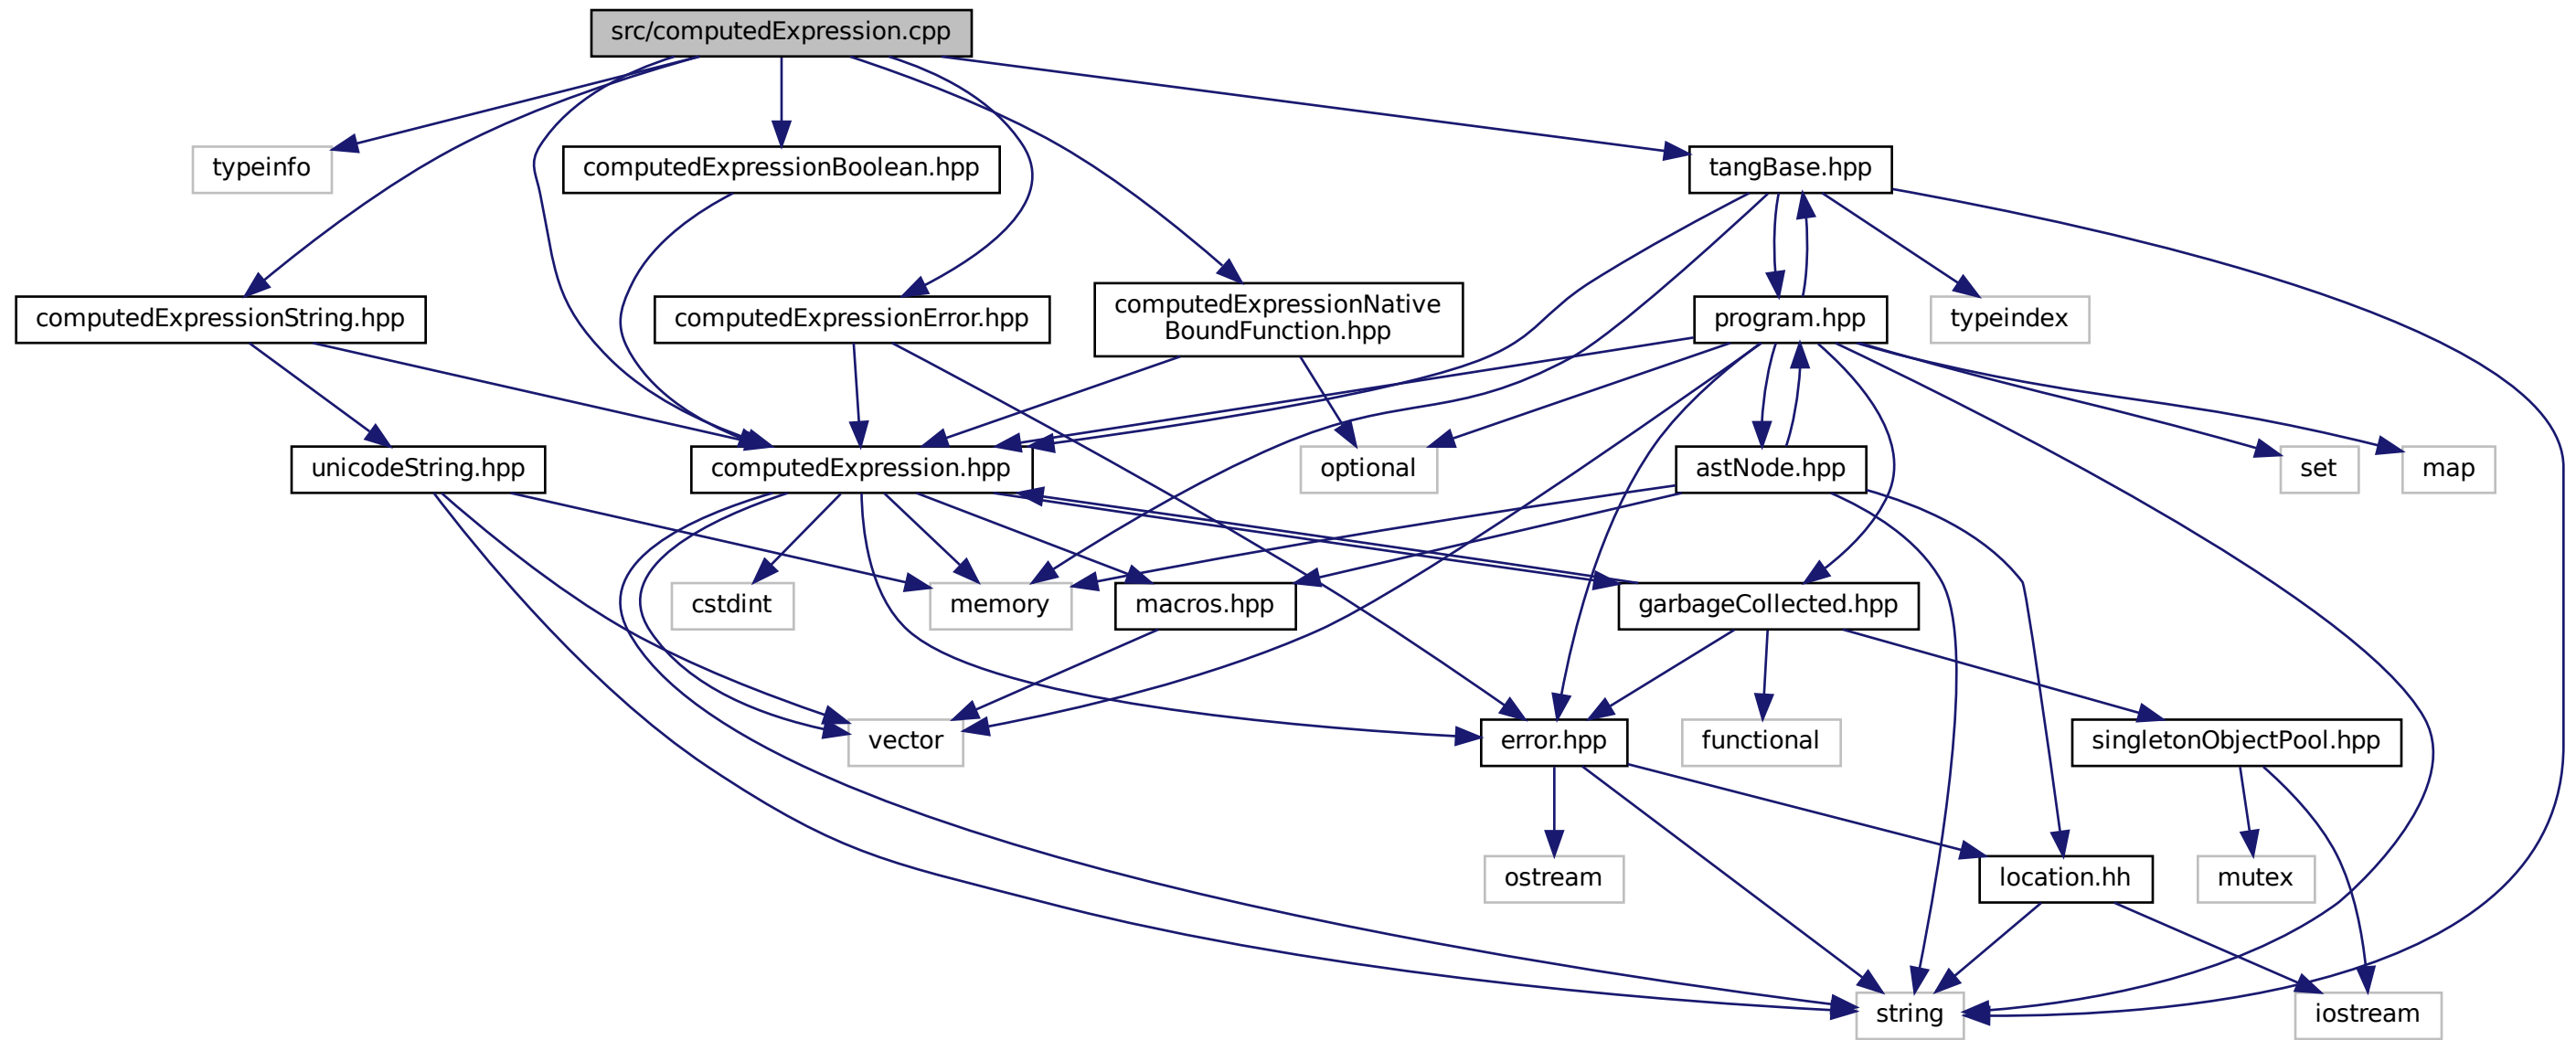 src/computedExpression.cpp
typeinfo
computedExpressionBoolean.hpp
tangBase.hpp
computedExpressionString.hpp
computedExpressionError.hpp
computedExpressionNative
BoundFunction.hpp
program.hpp
typeindex
unicodeString.hpp
computedExpression.hpp
optional
astNode.hpp
set
map
cstdint
memory
macros.hpp
garbageCollected.hpp
vector
error.hpp
functional
singletonObjectPool.hpp
ostream
location.hh
mutex
string
iostream